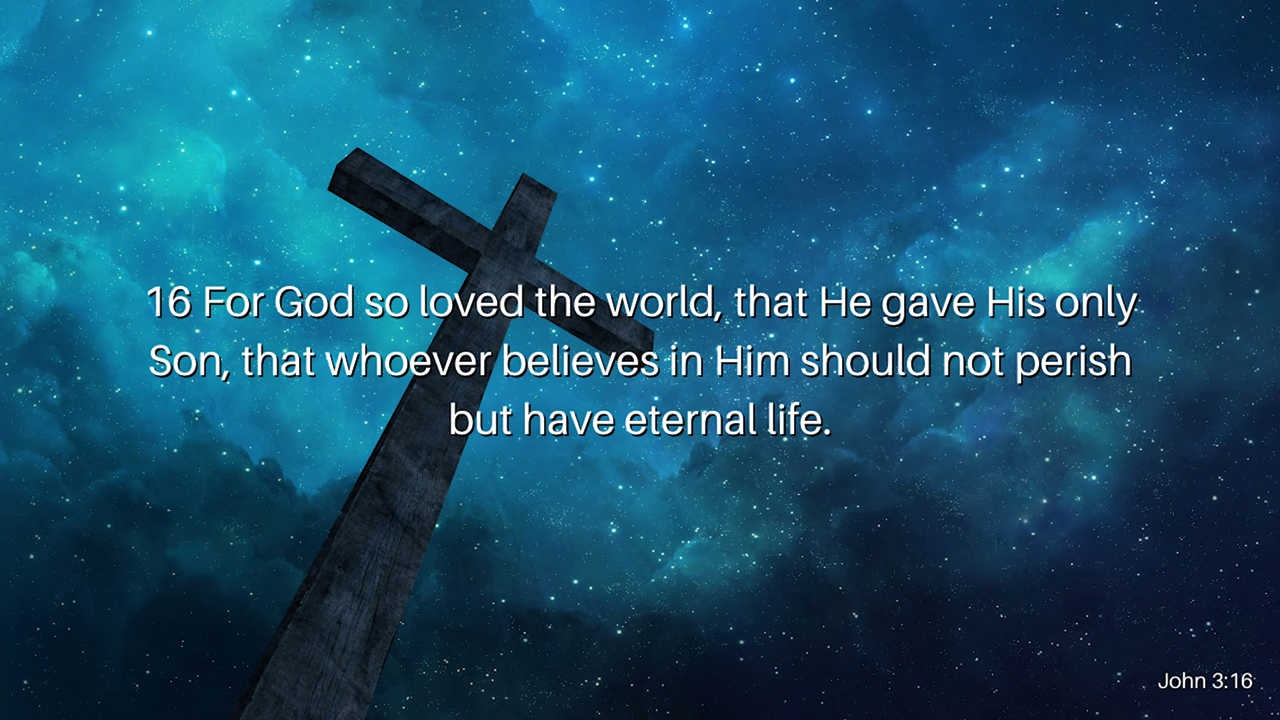 16 For God so loved the world, that He gave His only
Son, that whoever believes in Him should not perish
but have eternal life.
John 3:16